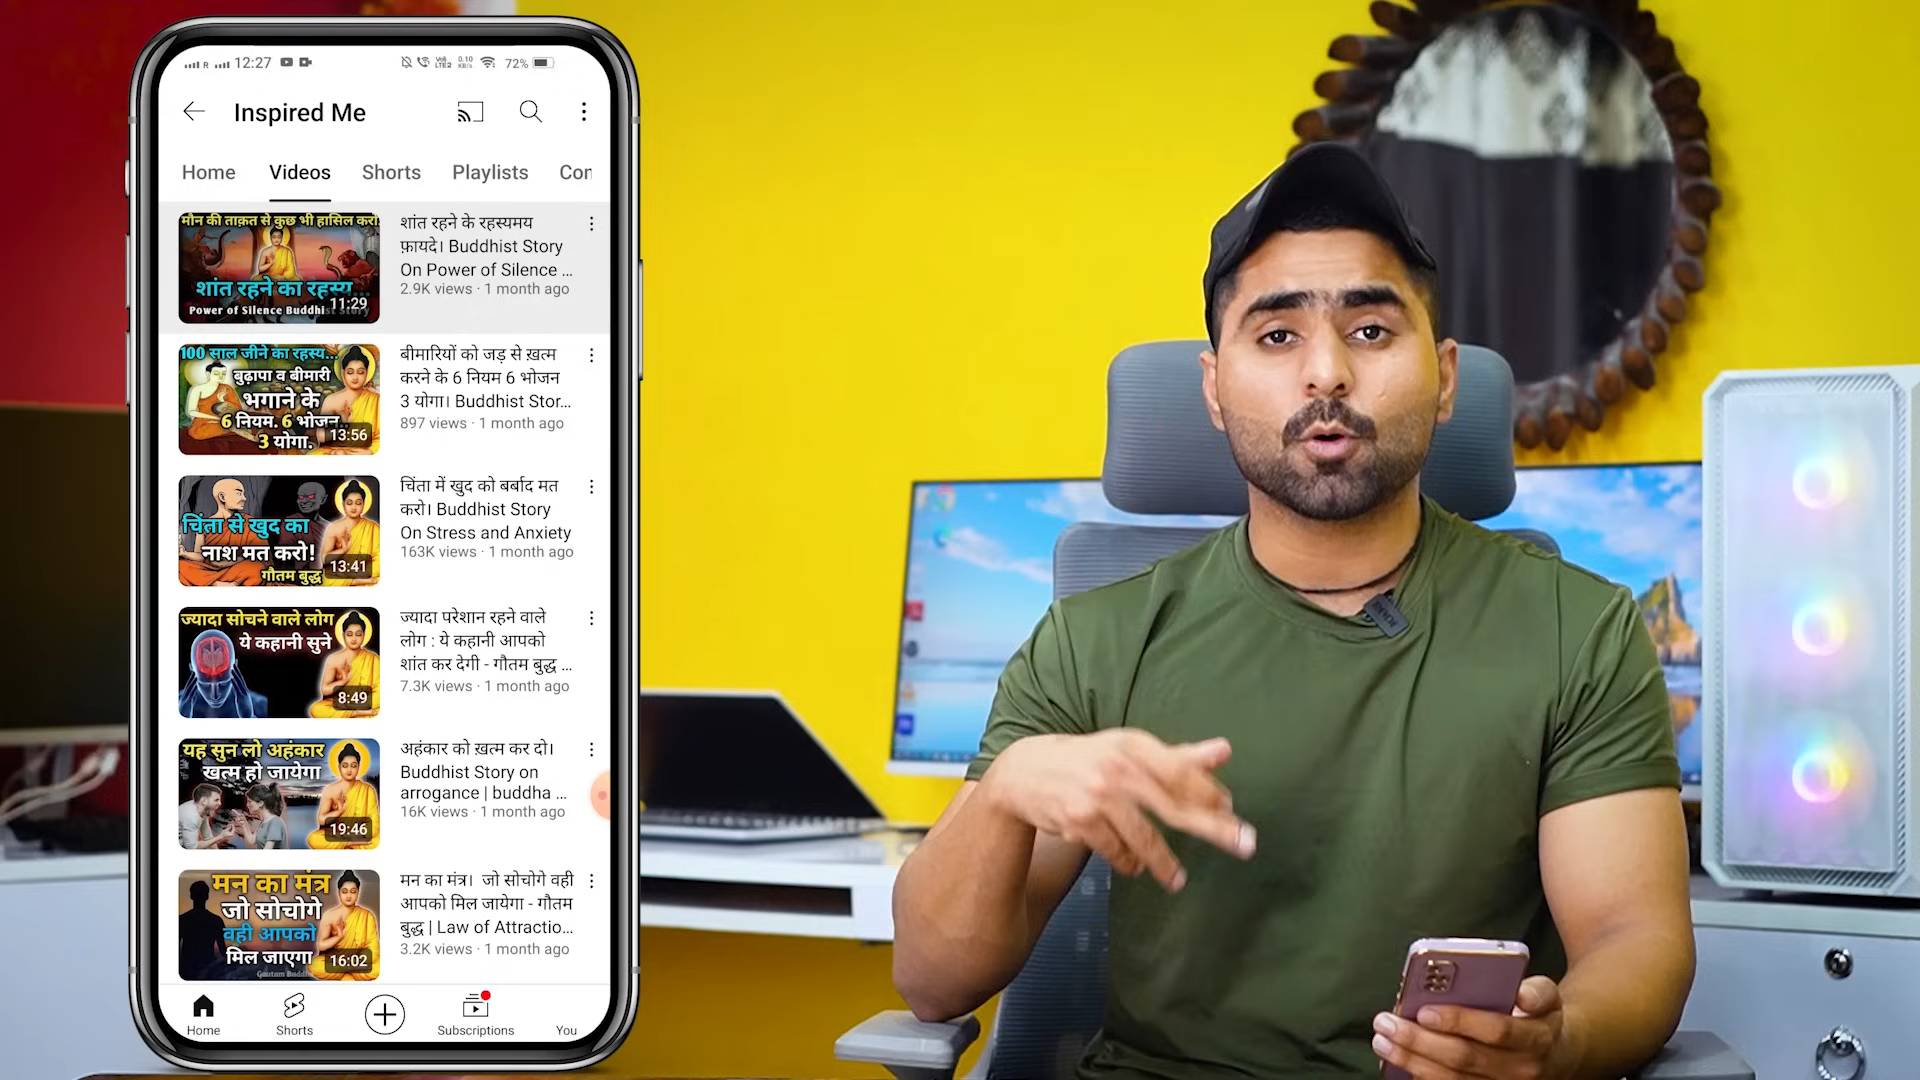 12:27
72%
Inspired Me
Home Videos Shorts Playlists Con
मौन की ताक़त से कुछ भी हासिल करो
शांत रहने का रहस्य...
11:29
Power of Silence Buddhist Story
शांत रहने के रहस्यमय
फ़ायदे। Buddhist Story
On Power of Silence ...
2.9K views · 1 month ago
100 साल जीने का रहस्य...
बुढ़ापा व बीमारी
भगाने के
6 नियम. 6 भोजन
3 योगा.
13:56
बीमारियों को जड़ से ख़त्म
करने के 6 नियम 6 भोजन
3 योगा। Buddhist Stor...
897 views · 1 month ago
चिंता से खुद का
नाश मत करो!
गौतम बुद्ध
13:41
चिंता में खुद को बर्बाद मत
करो। Buddhist Story
On Stress and Anxiety
163K views · 1 month ago
ज्यादा सोचने वाले लोग
ये कहानी सुने
8:49
ज्यादा परेशान रहने वाले
लोग : ये कहानी आपको
शांत कर देगी - गौतम बुद्ध ...
7.3K views · 1 month ago
यह सुन लो अहंकार
खत्म हो जायेगा
19:46
अहंकार को ख़त्म कर दो।
Buddhist Story on
arrogance | buddha ...
16K views · 1 month ago
मन का मंत्र
जो सोचोगे
वही आपको
मिल जाएगा
16:02
Gautam Buddh
मन का मंत्र। जो सोचोगे वही
आपको मिल जायेगा - गौतम
बुद्ध | Law of Attractio...
3.2K views · 1 month ago
Home Shorts Subscriptions You